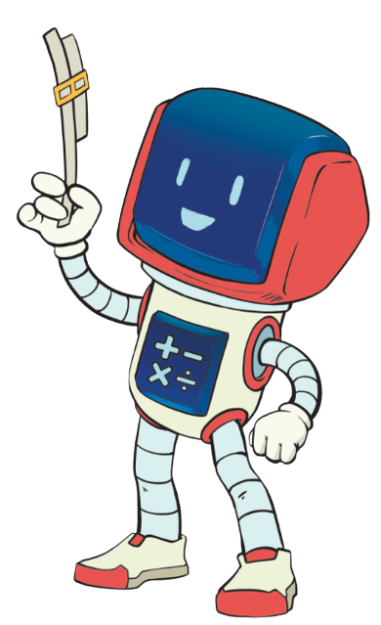 + −
× ÷